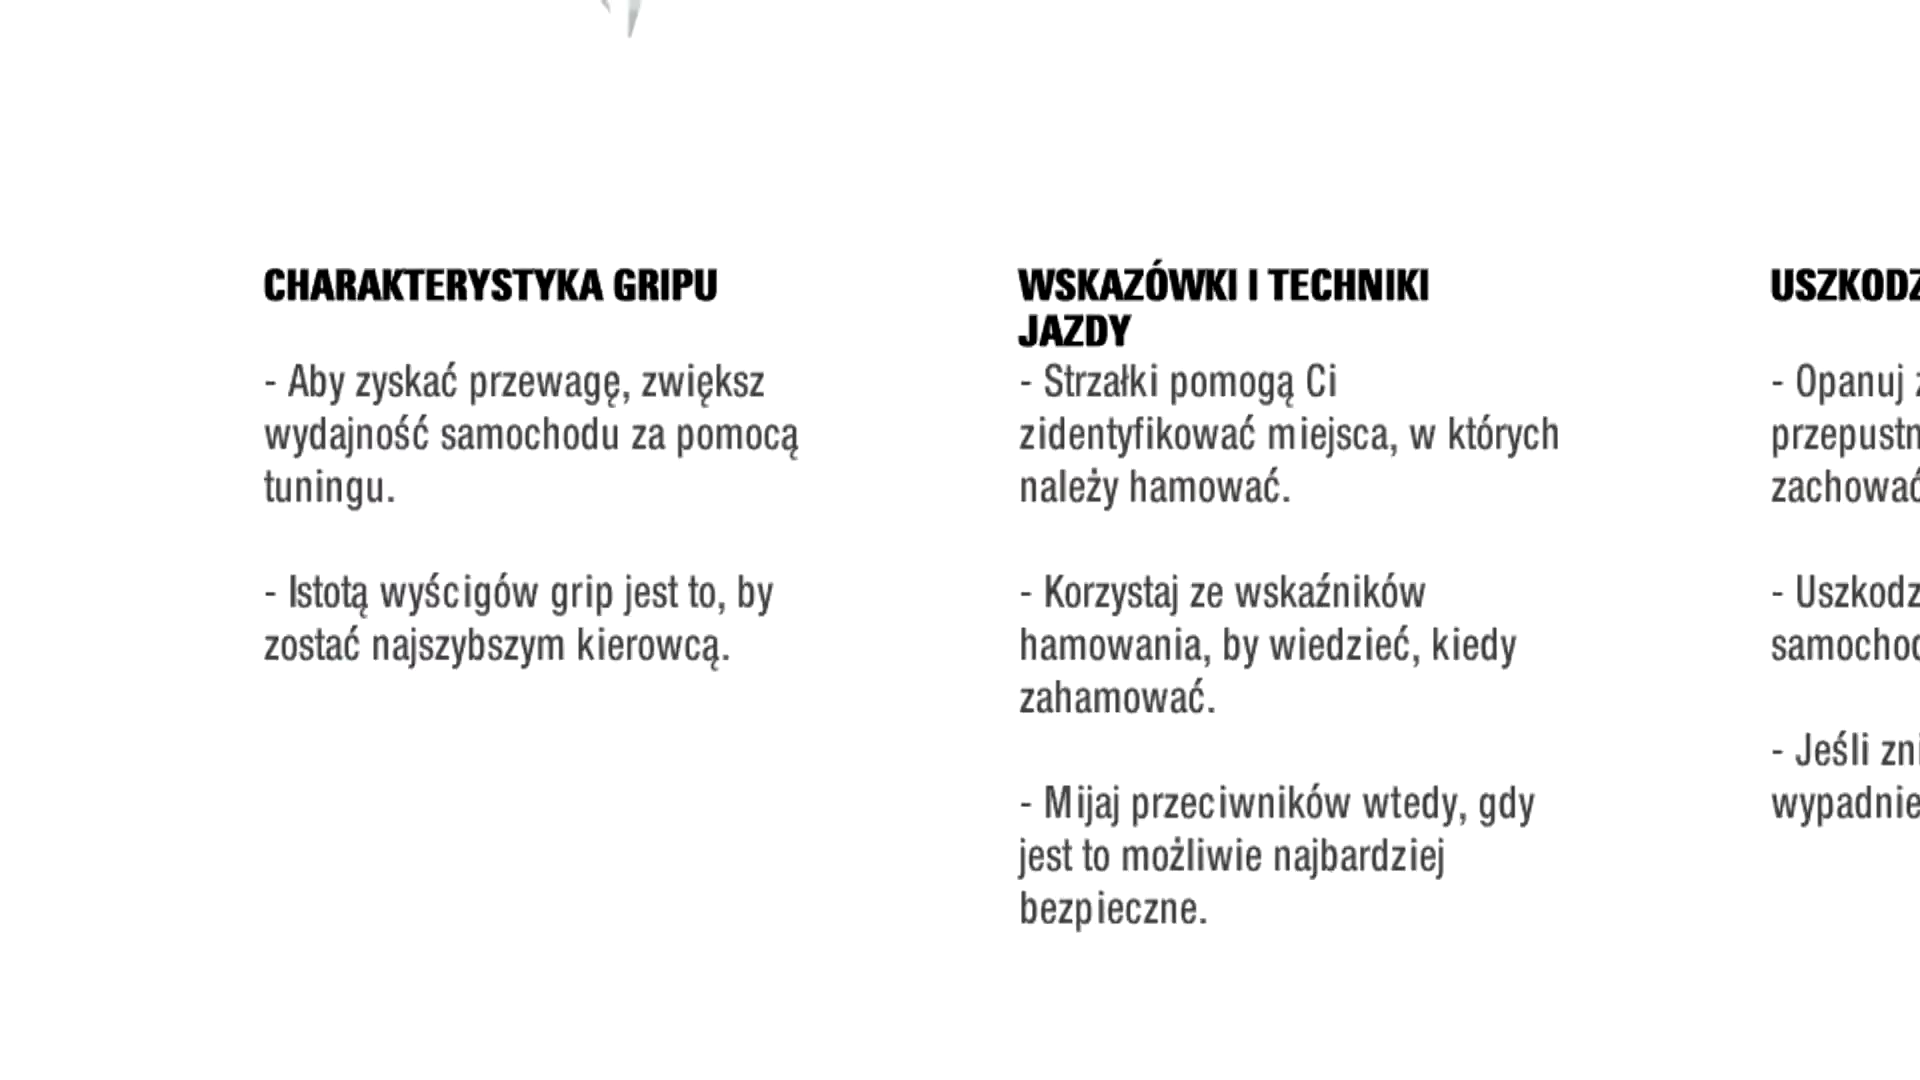 CHARAKTERYSTYKA GRIPU
- Aby zyskać przewagę, zwiększ
wydajność samochodu za pomocą
tuningu.
- Istotą wyścigów grip jest to, by
zostać najszybszym kierowcą.
WSKAZÓWKI I TECHNIKI
JAZDY
- Strzałki pomogą Ci
zidentyfikować miejsca, w których
należy hamować.
- Korzystaj ze wskaźników
hamowania, by wiedzieć, kiedy
zahamować.
- Mijaj przeciwników wtedy, gdy
jest to możliwie najbardziej
bezpieczne.
- Opanuj
- Jeśli